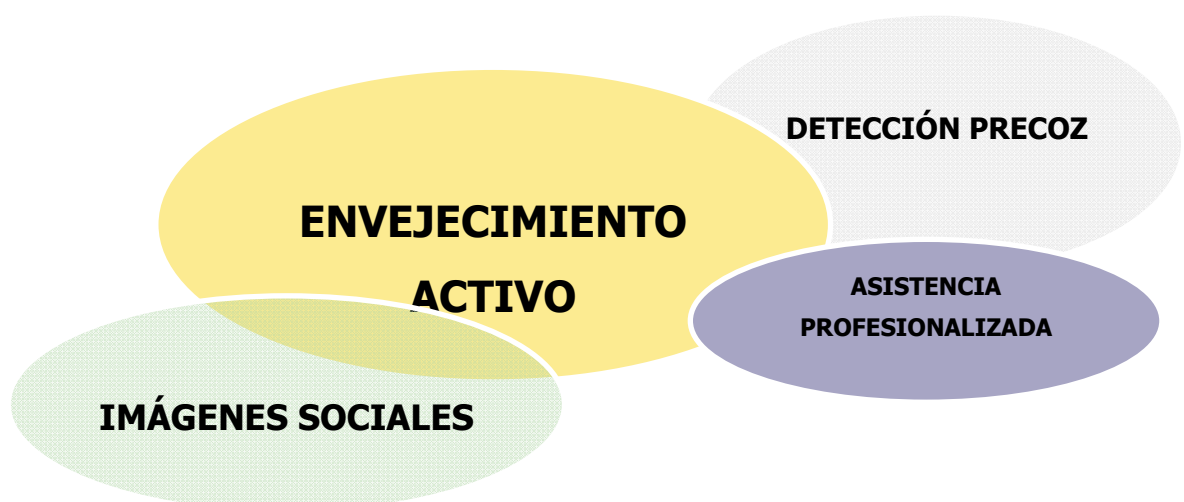 DETECCIÓN PRECOZ
ENVEJECIMIENTO
ACTIVO
ASISTENCIA
PROFESIONALIZADA
IMÁGENES SOCIALES